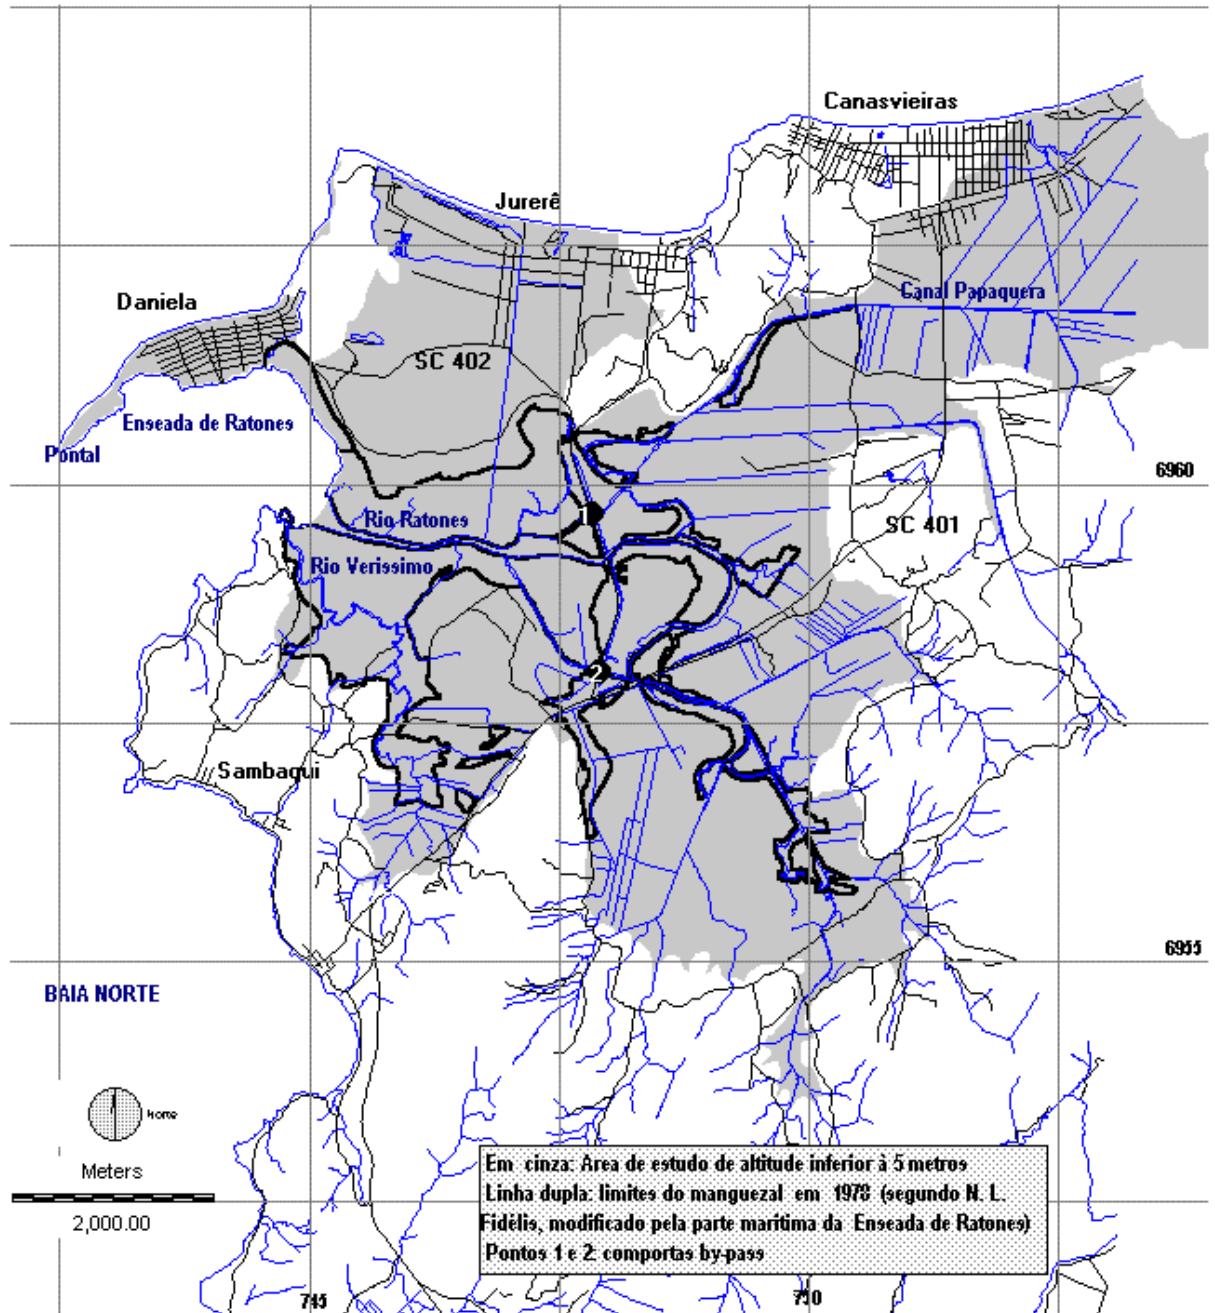 Canasvieiras
Jurerê
Daniela
Canal Papaquera
SC 402
Enseada de Ratones
Pontal
6960
1
Rio Ratones
SC 401
Rio Verissimo
2
Sambaqui
6955
BAIA NORTE
Norte
Meters
2,000.00
Em cinza: Area de estudo de altitude inferior à 5 metros
Linha dupla: limites do manguezal em 1978 (segundo N. L.
Fidélis, modificado pela parte maritima da Enseada de Ratones)
Pontos 1 e 2: comportas by-pass
745
750